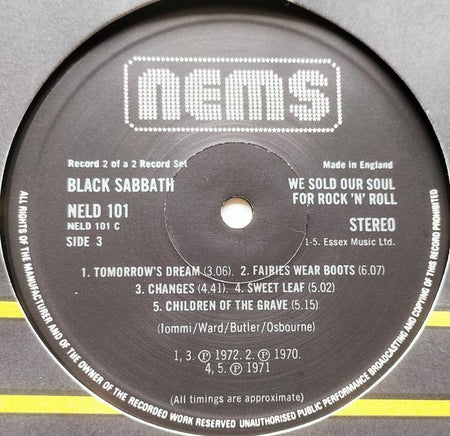 nems
Record 2 of a 2 Record Set
Made in England
BLACK SABBATH
WE SOLD OUR SOUL
FOR ROCK 'N' ROLL
NELD 101
NELD 101 C
STEREO
SIDE 3
1-5. Essex Music Ltd.
1. TOMORROW'S DREAM (3.06). 2. FAIRIES WEAR BOOTS (6.07)
3. CHANGES (4.41). 4. SWEET LEAF (5.02)
5. CHILDREN OF THE GRAVE (5.15)
(Iommi/Ward/Butler/Osbourne)
1, 3. Ⓟ 1972. 2. Ⓟ 1970.
4, 5. Ⓟ 1971
(All timings are approximate)
ALL RIGHTS OF THE MANUFACTURER AND OF THE OWNER OF THE RECORDED WORK RESERVED UNAUTHORISED PUBLIC PERFORMANCE BROADCASTING AND COPYING OF THIS RECORD PROHIBITED